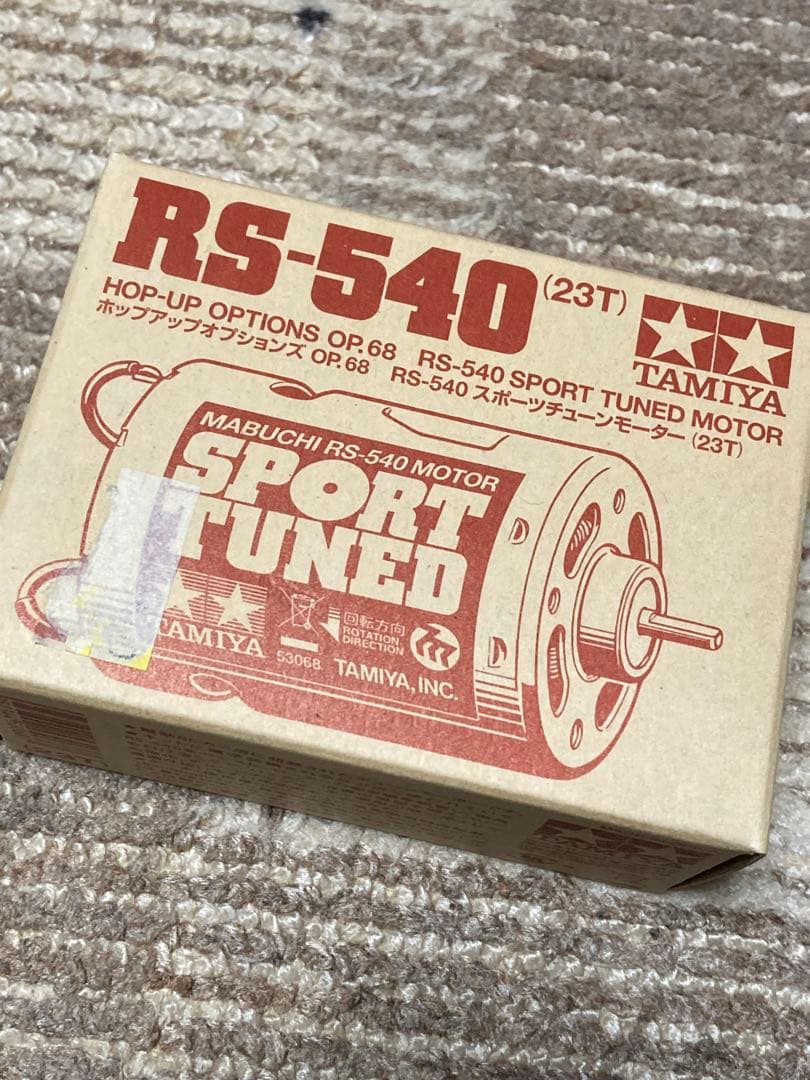 RS-540 (23T)
HOP-UP OPTIONS OP.68 RS-540 SPORT TUNED MOTOR
ホップアップオプションズ OP.68 RS-540 スポーツチューンモーター (23T)
TAMIYA
MABUCHI RS-540 MOTOR
SPORT
TUNED
TAMIYA
53068
回転方向
ROTATION
DIRECTION
TAMIYA, INC.